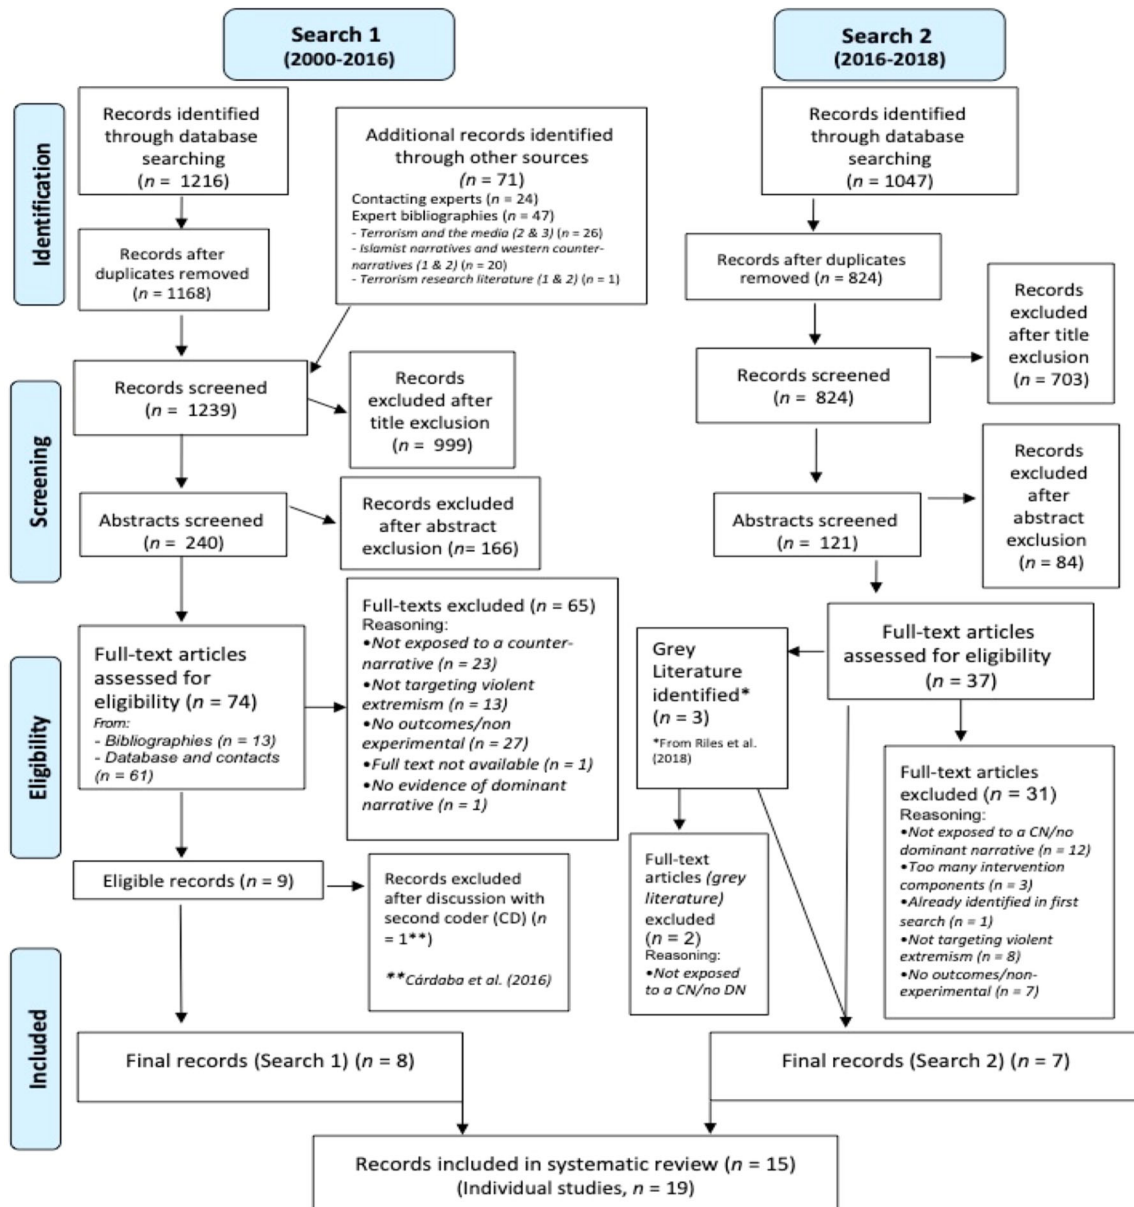 Search 1
(2000-2016)
Search 2
(2016-2018)
Identification
Records identified
through database
searching
(n = 1216)
Additional records identified
through other sources
(n = 71)
Contacting experts (n = 24)
Expert bibliographies (n = 47)
- Terrorism and the media (2 & 3) (n = 26)
- Islamist narratives and western counter-
narratives (1 & 2) (n = 20)
- Terrorism research literature (1 & 2) (n = 1)
Records identified
through database
searching
(n = 1047)
Records after
duplicates removed
(n = 1168)
Records after duplicates
removed (n = 824)
Records
excluded
after title
exclusion
(n = 703)
Screening
Records screened
(n = 1239)
Records
excluded after
title exclusion
(n = 999)
Records screened
(n = 824)
Abstracts screened
(n = 240)
Records excluded
after abstract
exclusion (n= 166)
Abstracts screened
(n = 121)
Records
excluded
after
abstract
exclusion
(n = 84)
Eligibility
Full-text articles
assessed for
eligibility (n = 74)
From:
- Bibliographies (n = 13)
- Database and contacts
(n = 61)
Full-texts excluded (n = 65)
Reasoning:
•Not exposed to a counter-
narrative (n = 23)
•Not targeting violent
extremism (n = 13)
•No outcomes/non
experimental (n = 27)
•Full text not available (n = 1)
•No evidence of dominant
narrative (n = 1)
Grey
Literature
identified*
(n = 3)
*From Riles et al.
(2018)
Full-text articles
assessed for eligibility
(n = 37)
Full-text
articles (grey
literature)
excluded
(n = 2)
Reasoning:
•Not exposed
to a CN/no DN
Full-text articles
excluded (n = 31)
Reasoning:
•Not exposed to a CN/no
dominant narrative (n = 12)
•Too many intervention
components (n = 3)
•Already identified in first
search (n = 1)
•Not targeting violent
extremism (n = 8)
•No outcomes/non-
experimental (n = 7)
Eligible records (n = 9)
Records excluded
after discussion with
second coder (CD) (n
= 1**)
**Cárdaba et al. (2016)
Included
Final records (Search 1) (n = 8)
Final records (Search 2) (n = 7)
Records included in systematic review (n = 15)
(Individual studies, n = 19)